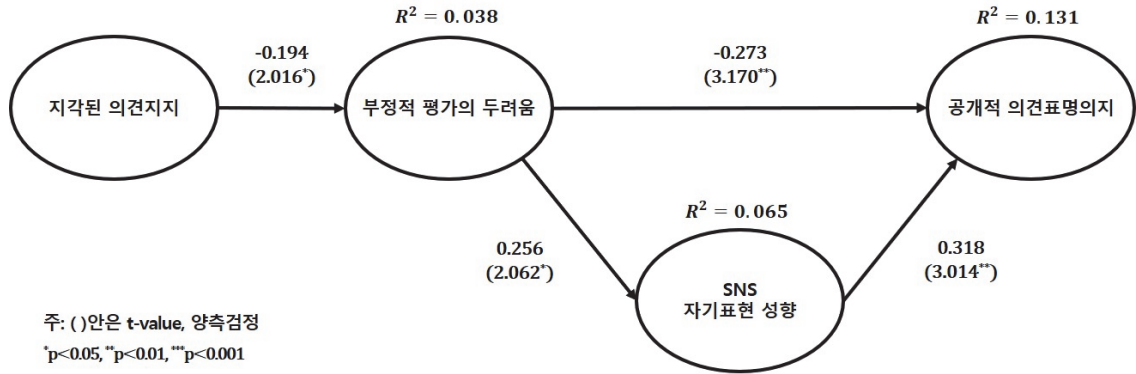 R² = 0.038
R² = 0.131
-0.194
(2.016*)
-0.273
(3.170**)
지각된 의견지지
부정적 평가의 두려움
공개적 의견표명의지
R² = 0.065
0.256
(2.062*)
0.318
(3.014**)
SNS
자기표현 성향
주: ( )안은 t-value, 양측검정
*p<0.05, **p<0.01, ***p<0.001